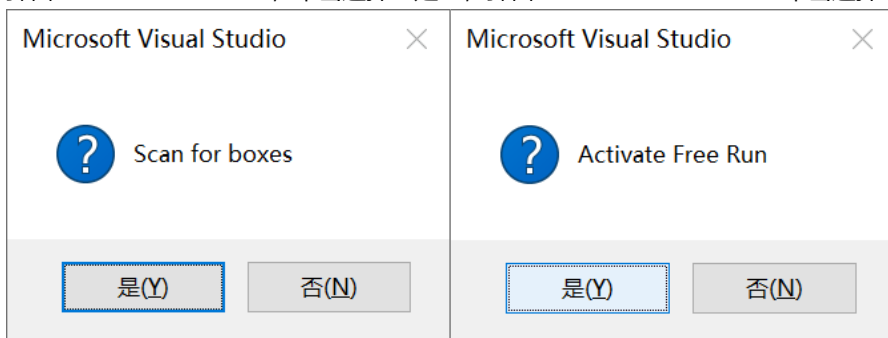 Microsoft Visual Studio
Scan for boxes
是(Y)
否(N)
Microsoft Visual Studio
Activate Free Run
是(Y)
否(N)